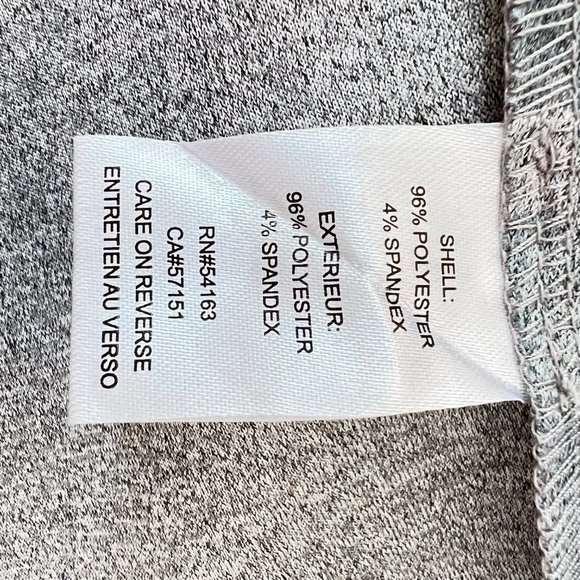 SHELL:
96% POLYESTER
4% SPANDEX
EXTERIEUR:
96% POLYESTER
4% SPANDEX
RN#54163
CA#57151
CARE ON REVERSE
ENTRETIEN AU VERSO